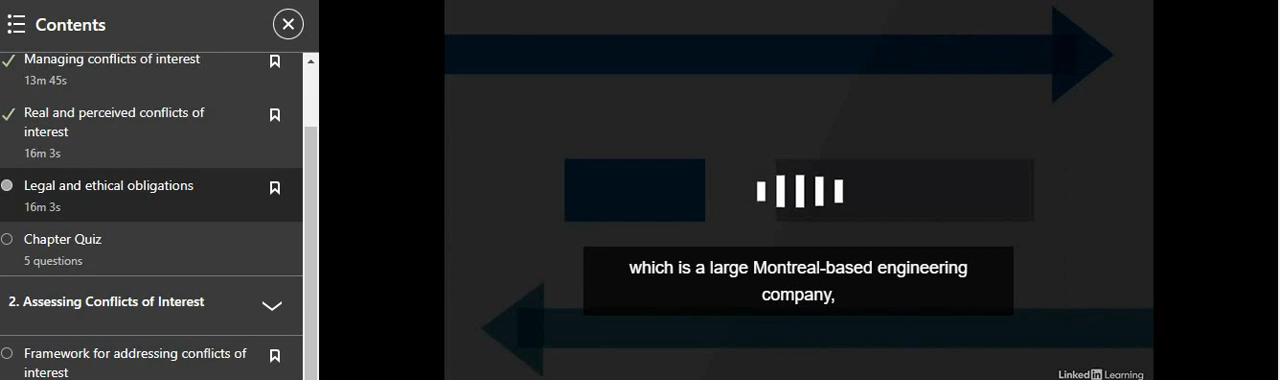 Contents
Managing conflicts of interest
13m 45s
Real and perceived conflicts of
interest
16m 3s
Legal and ethical obligations
16m 3s
Chapter Quiz
5 questions
2. Assessing Conflicts of Interest
Framework for addressing conflicts of
interest
which is a large Montreal-based engineering
company,
Linked in Learning